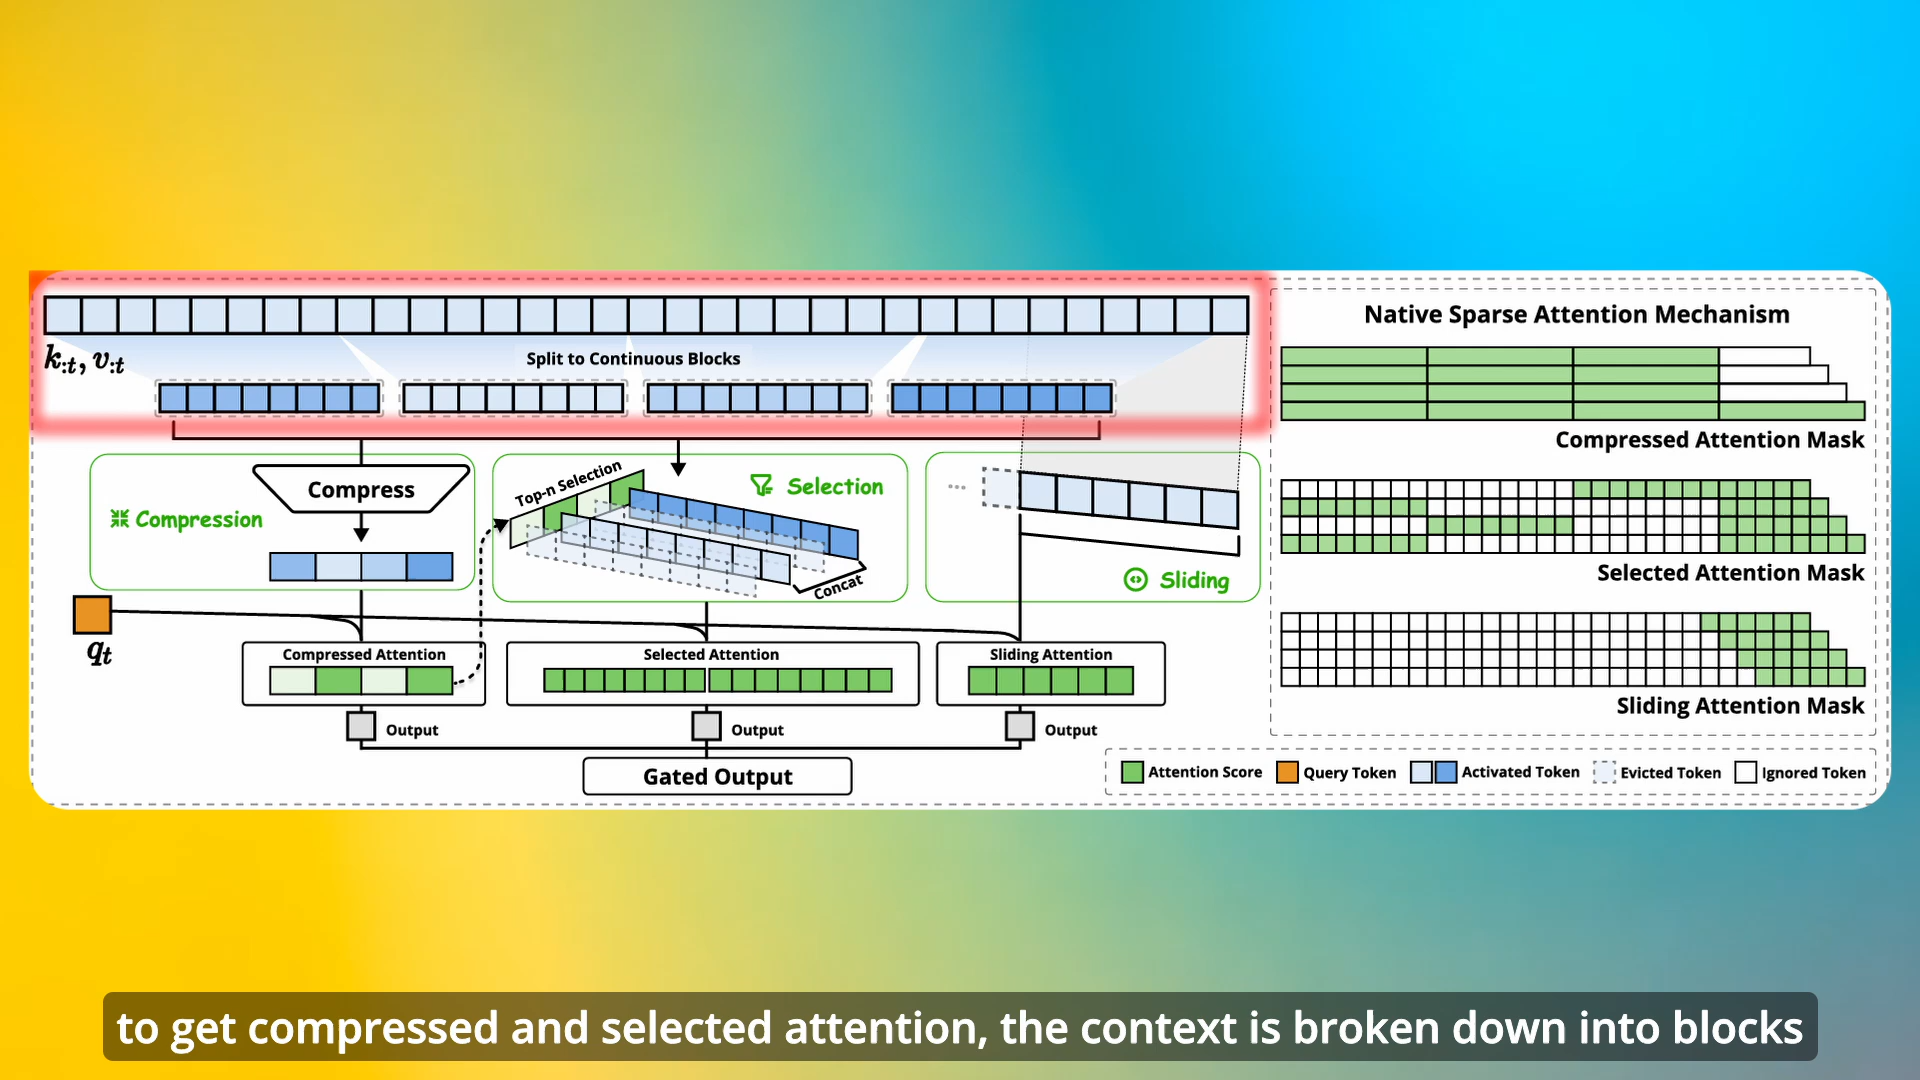 k:t, v:t
Split to Continuous Blocks
Compression
Compress
Top-n Selection
Selection
Concat
...
Sliding
qt
Compressed Attention
Selected Attention
Sliding Attention
Output
Output
Output
Gated Output
Native Sparse Attention Mechanism
Compressed Attention Mask
Selected Attention Mask
Sliding Attention Mask
Attention Score Query Token Activated Token Evicted Token Ignored Token
to get compressed and selected attention, the context is broken down into blocks